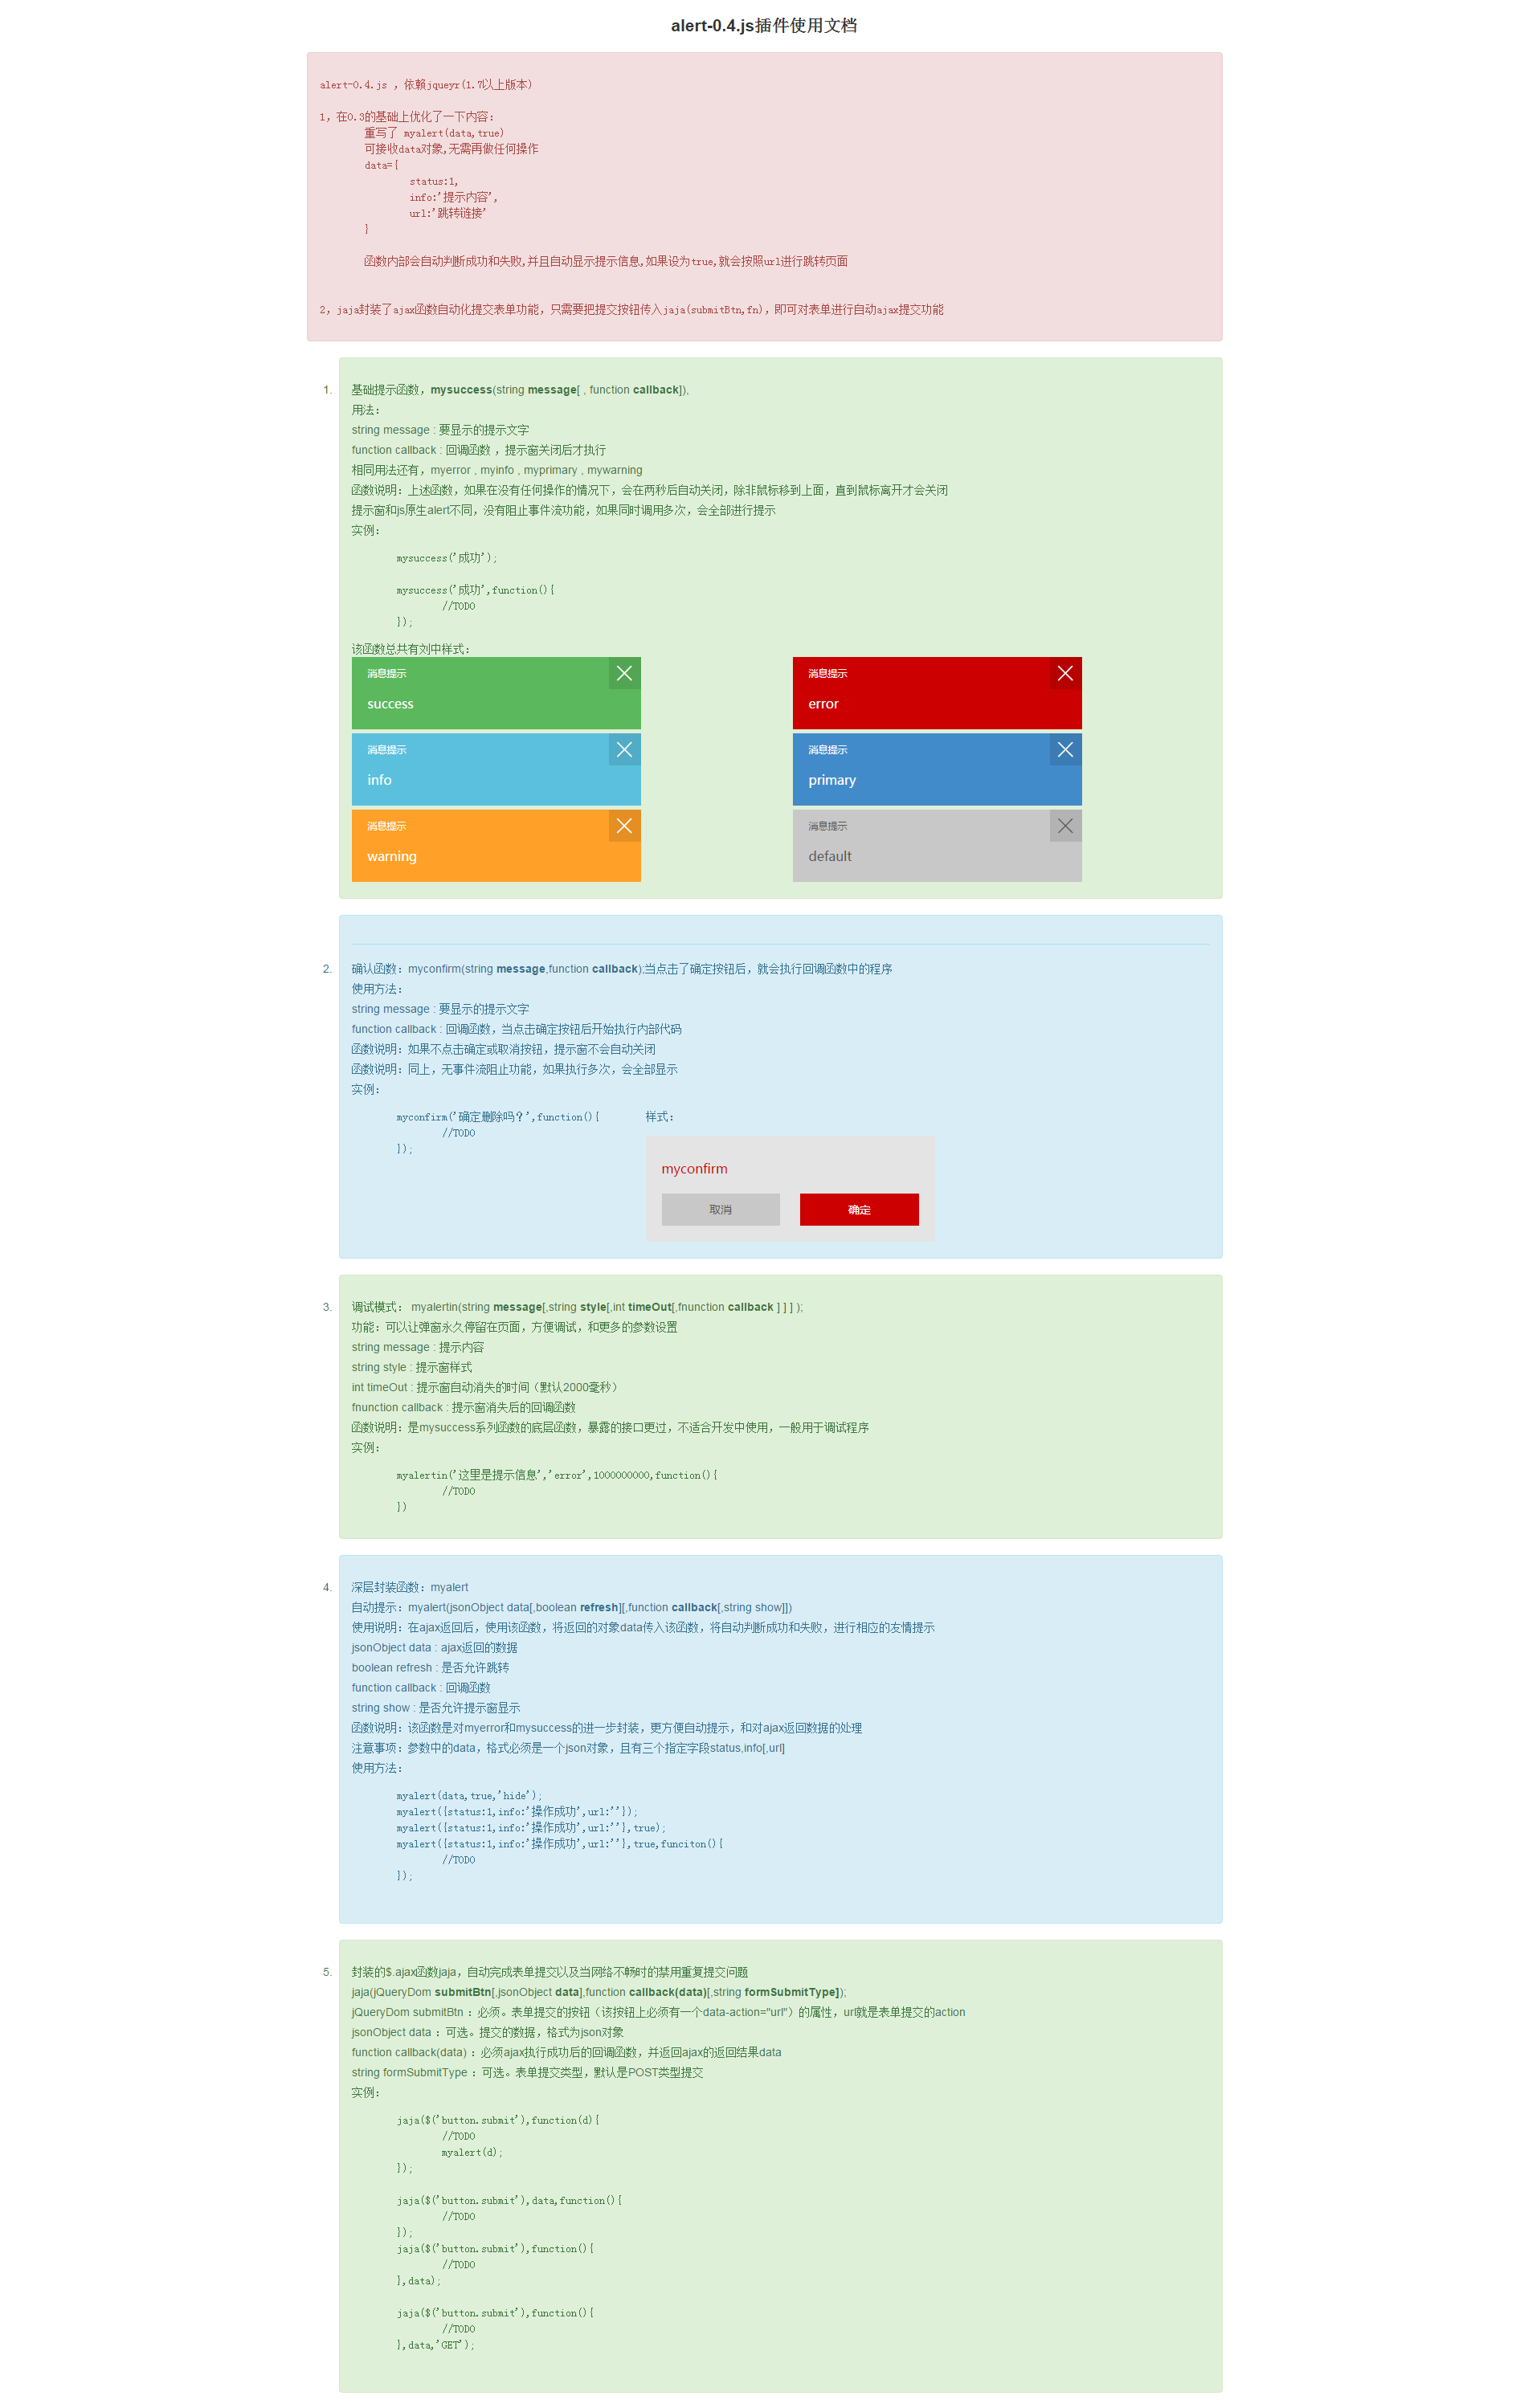 alert-0.4.js插件使用文档
alert-0.4.js ，依赖jqueyr(1.7以上版本)
1，在0.3的基础上优化了一下内容：
重写了 myalert(data,true)
可接收data对象,无需再做任何操作
data={
status:1,
info:'提示内容',
url:'跳转链接'
}
函数内部会自动判断成功和失败,并且自动显示提示信息,如果设为true,就会按照url进行跳转页面
2，jaja封装了ajax函数自动化提交表单功能，只需要把提交按钮传入jaja(submitBtn,fn)，即可对表单进行自动ajax提交功能
1. 基础提示函数，mysuccess(string message[ , function callback]),
用法：
string message : 要显示的提示文字
function callback : 回调函数 ，提示窗关闭后才执行
相同用法还有，myerror , myinfo , myprimary , mywarning
函数说明：上述函数，如果在没有任何操作的情况下，会在两秒后自动关闭，除非鼠标移到上面，直到鼠标离开才会关闭
提示窗和js原生alert不同，没有阻止事件流功能，如果同时调用多次，会全部进行提示
实例：
mysuccess('成功');
mysuccess('成功',function(){
//TODO
});
该函数总共有刘中样式：
消息提示
success
消息提示
error
消息提示
info
消息提示
primary
消息提示
warning
消息提示
default
2. 确认函数：myconfirm(string message,function callback);当点击了确定按钮后，就会执行回调函数中的程序
使用方法：
string message : 要显示的提示文字
function callback : 回调函数，当点击确定按钮后开始执行内部代码
函数说明：如果不点击确定或取消按钮，提示窗不会自动关闭
函数说明：同上，无事件流阻止功能，如果执行多次，会全部显示
实例：
myconfirm('确定删除吗？',function(){
//TODO
});
样式：
myconfirm
取消 确定
3. 调试模式： myalertin(string message[,string style[,int timeOut[,fnunction callback ] ] ] );
功能：可以让弹窗永久停留在页面，方便调试，和更多的参数设置
string message : 提示内容
string style : 提示窗样式
int timeOut : 提示窗自动消失的时间（默认2000毫秒）
fnunction callback : 提示窗消失后的回调函数
函数说明：是mysuccess系列函数的底层函数，暴露的接口更过，不适合开发中使用，一般用于调试程序
实例：
myalertin('这里是提示信息','error',1000000000,function(){
//TODO
})
4. 深层封装函数：myalert
自动提示：myalert(jsonObject data[,boolean refresh][,function callback[,string show]])
使用说明：在ajax返回后，使用该函数，将返回的对象data传入该函数，将自动判断成功和失败，进行相应的友情提示
jsonObject data : ajax返回的数据
boolean refresh : 是否允许跳转
function callback : 回调函数
string show : 是否允许提示窗显示
函数说明：该函数是对myerror和mysuccess的进一步封装，更方便自动提示，和对ajax返回数据的处理
注意事项：参数中的data，格式必须是一个json对象，且有三个指定字段status,info[,url]
使用方法：
myalert(data,true,'hide');
myalert({status:1,info:'操作成功',url:''});
myalert({status:1,info:'操作成功',url:''},true);
myalert({status:1,info:'操作成功',url:''},true,funciton(){
//TODO
});
5. 封装的$.ajax函数jaja，自动完成表单提交以及当网络不畅时的禁用重复提交问题
jaja(jQueryDom submitBtn[,jsonObject data],function callback(data)[,string formSubmitType]);
jQueryDom submitBtn ：必须。表单提交的按钮（该按钮上必须有一个data-action="url"）的属性，url就是表单提交的action
jsonObject data ：可选。提交的数据，格式为json对象
function callback(data) ：必须ajax执行成功后的回调函数，并返回ajax的返回结果data
string formSubmitType ：可选。表单提交类型，默认是POST类型提交
实例：
jaja($('button.submit'),function(d){
//TODO
myalert(d);
});
jaja($('button.submit'),data,function(){
//TODO
});
jaja($('button.submit'),function(){
//TODO
},data);
jaja($('button.submit'),function(){
//TODO
},data,'GET');